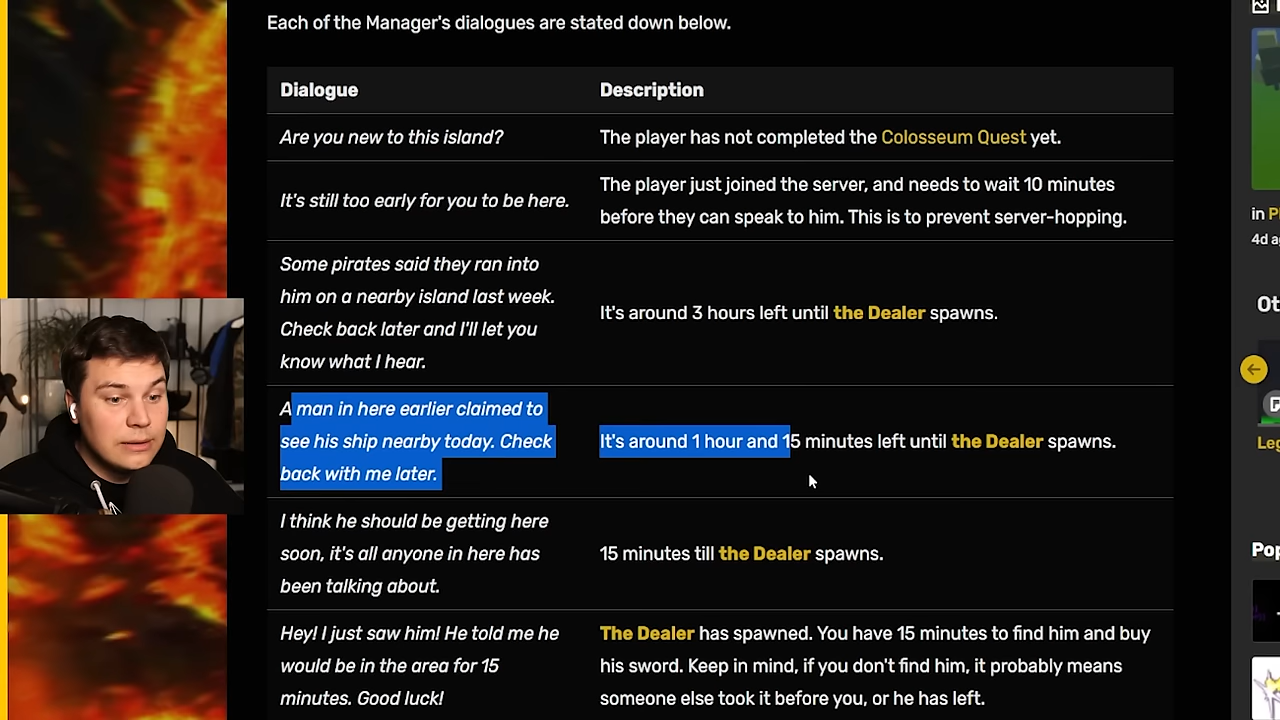 Each of the Manager's dialogues are stated down below.
Dialogue
Description
Are you new to this island?
The player has not completed the Colosseum Quest yet.
It's still too early for you to be here.
The player just joined the server, and needs to wait 10 minutes
before they can speak to him. This is to prevent server-hopping.
Some pirates said they ran into
him on a nearby island last week.
Check back later and I'll let you
know what I hear.
It's around 3 hours left until the Dealer spawns.
A man in here earlier claimed to
see his ship nearby today. Check
back with me later.
It's around 1 hour and 15 minutes left until the Dealer spawns.
I think he should be getting here
soon, it's all anyone in here has
been talking about.
15 minutes till the Dealer spawns.
Hey! I just saw him! He told me he
would be in the area for 15
minutes. Good luck!
The Dealer has spawned. You have 15 minutes to find him and buy
his sword. Keep in mind, if you don't find him, it probably means
someone else took it before you, or he has left.
in
4d